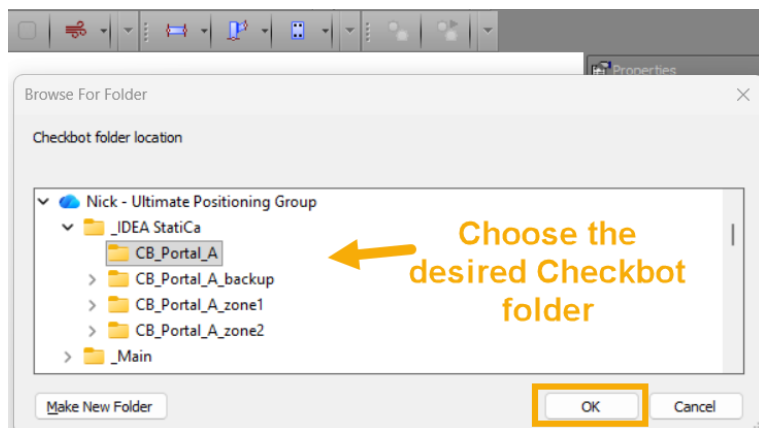 Properties
Browse For Folder
Checkbot folder location
Nick - Ultimate Positioning Group
_IDEA StatiCa
CB_Portal_A
CB_Portal_A_backup
CB_Portal_A_zone1
CB_Portal_A_zone2
_Main
Choose the
desired Checkbot
folder
Make New Folder
OK
Cancel